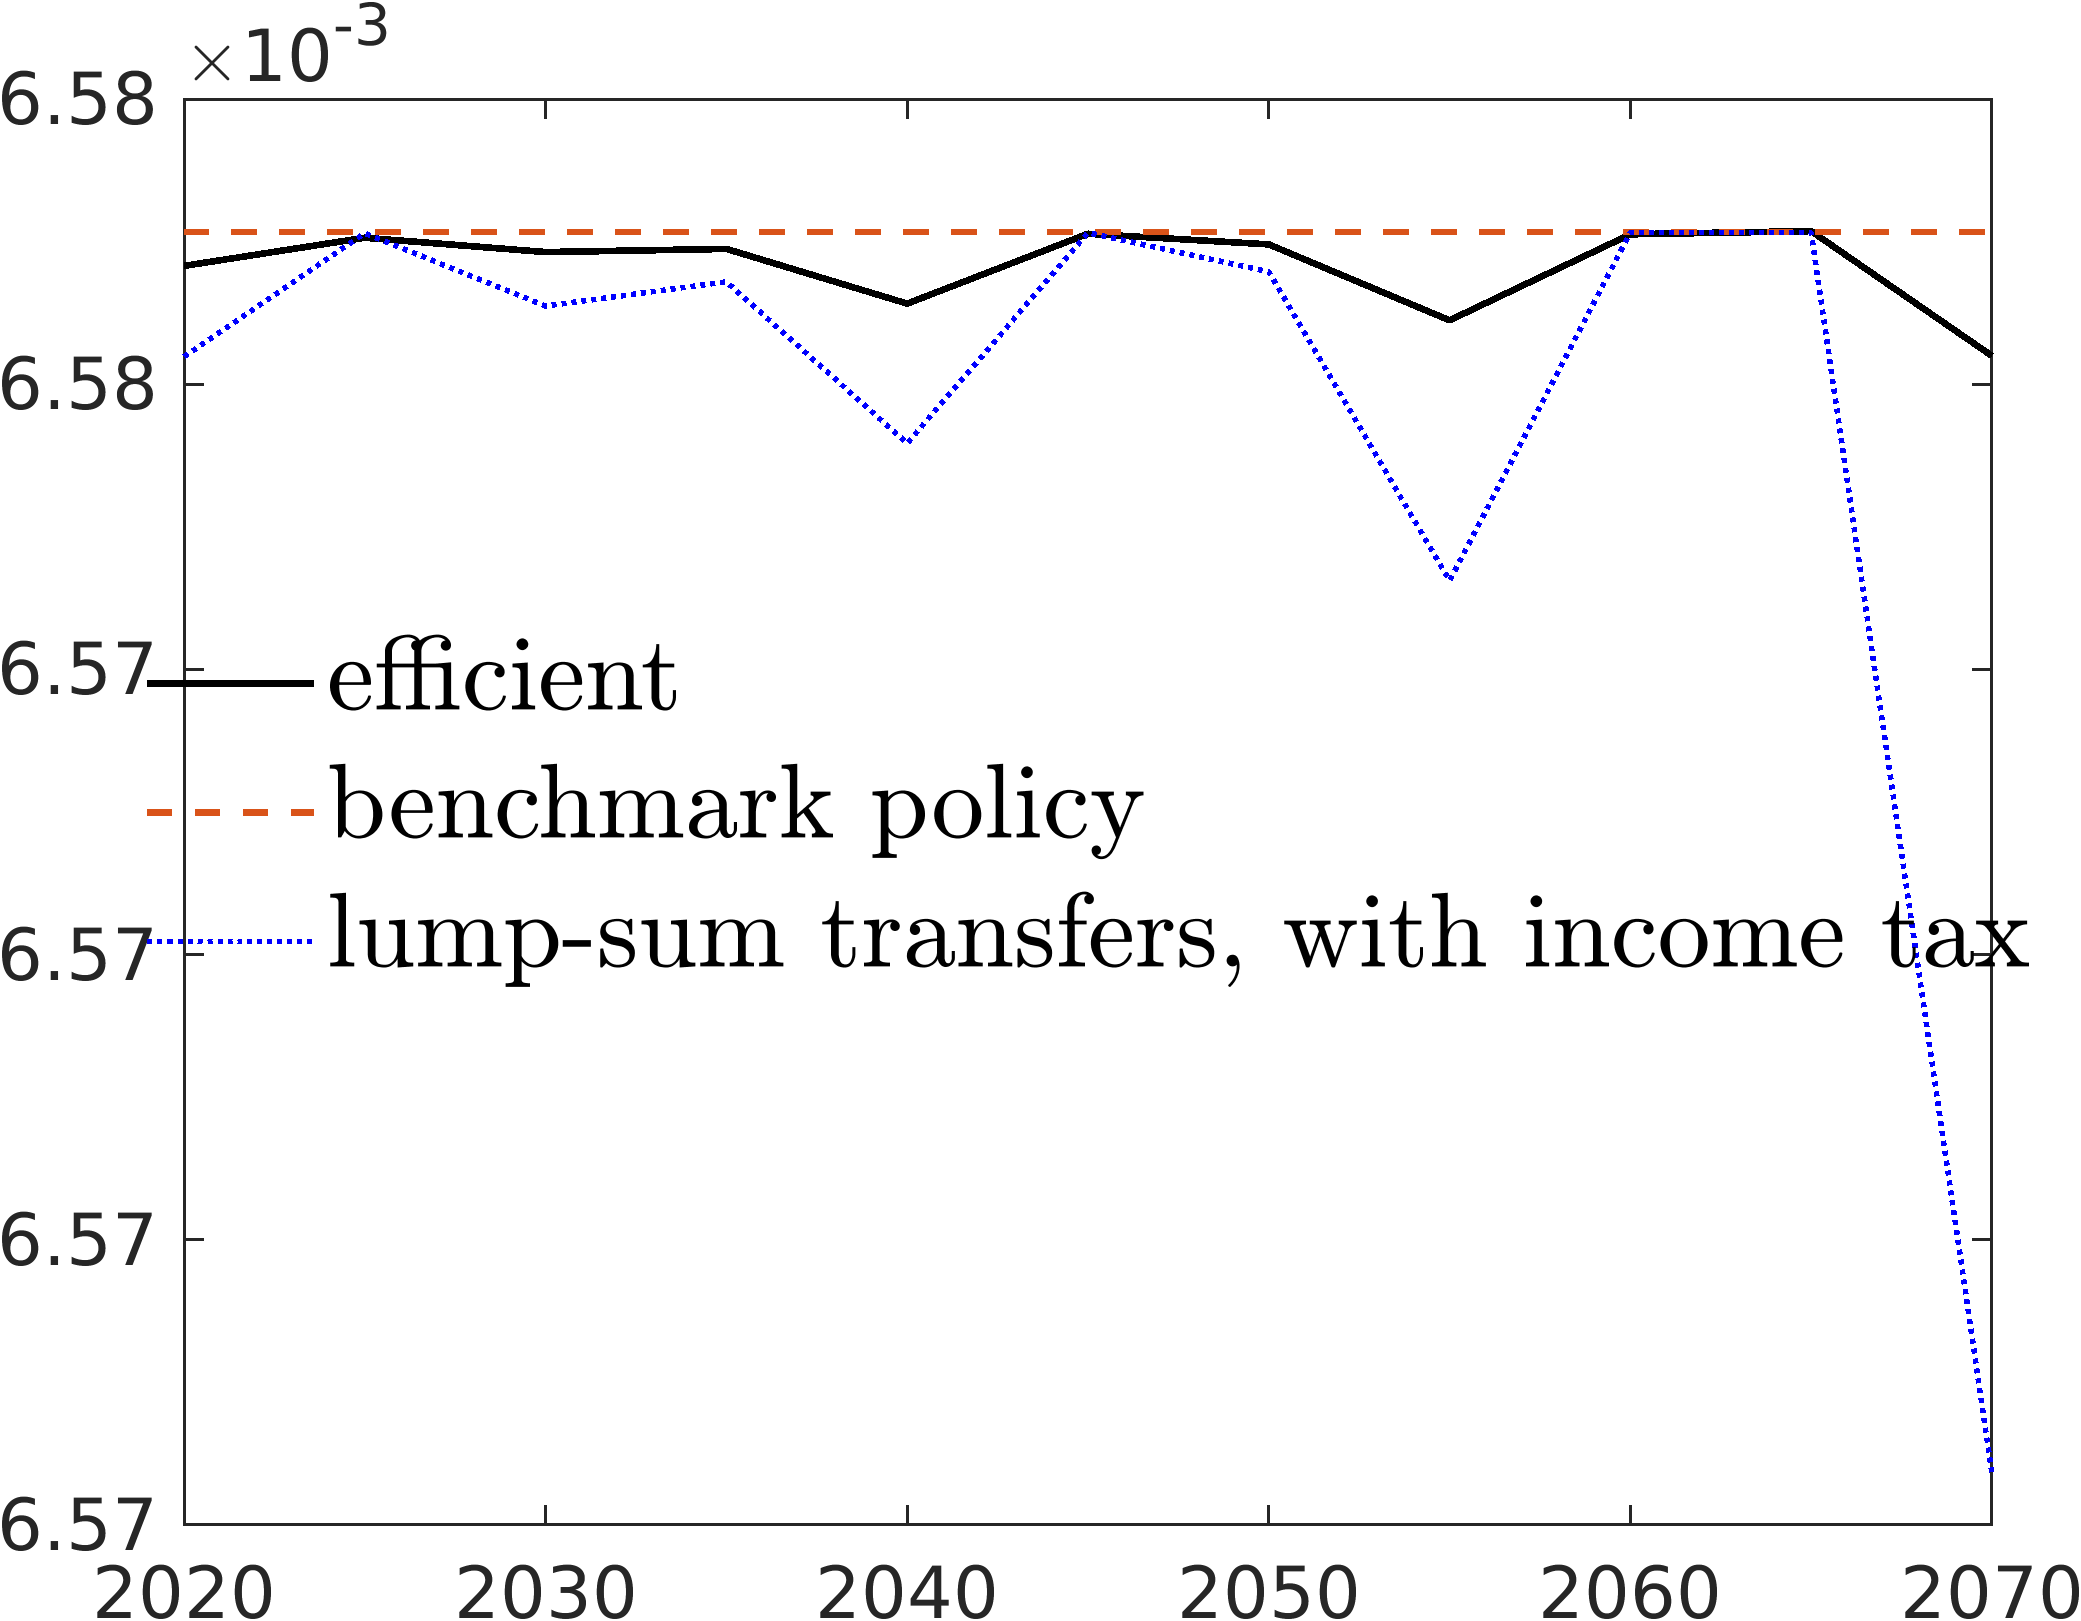 ×10-3
6.58
6.58
6.57
efficient
benchmark policy
6.57
lump-sum transfers, with income tax
6.57
6.57
2020 2030 2040 2050 2060 2070